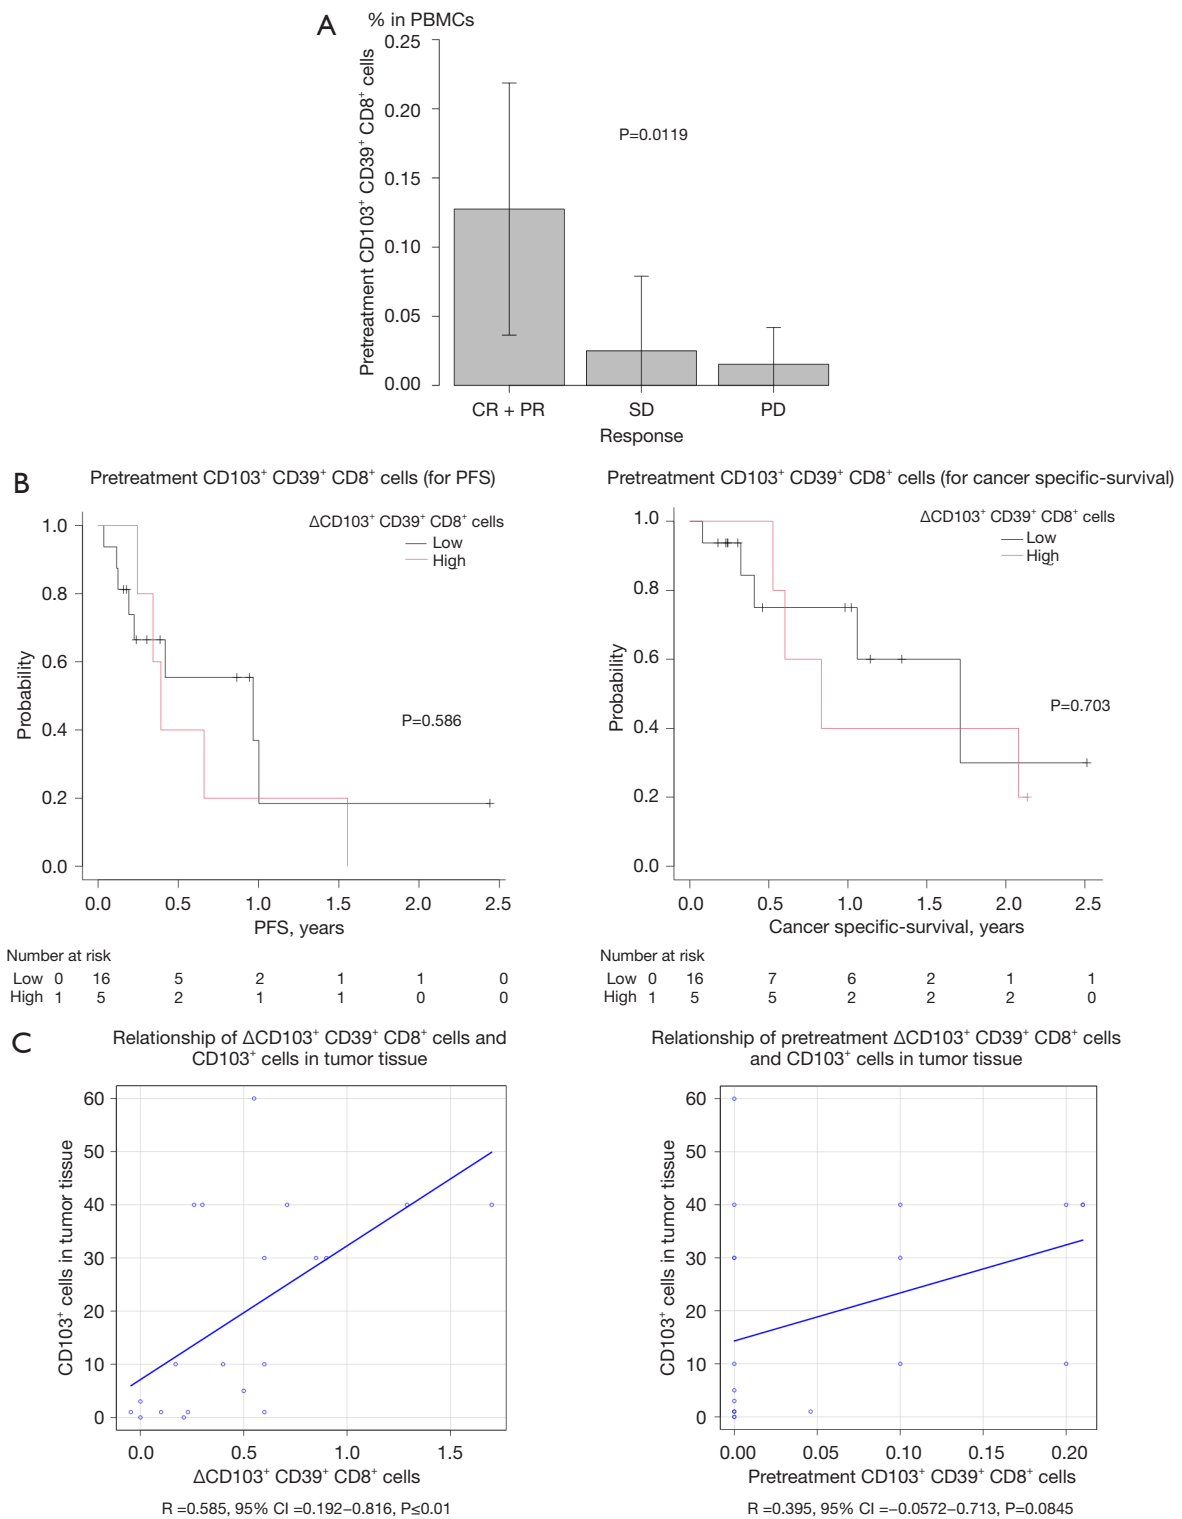 A
% in PBMCs
Pretreatment CD103⁺ CD39⁺ CD8⁺ cells
0.25
0.20
0.15
0.10
0.05
0.00
P=0.0119
CR + PR SD PD
Response
B
Pretreatment CD103⁺ CD39⁺ CD8⁺ cells (for PFS)
ΔCD103⁺ CD39⁺ CD8⁺ cells
Low
High
Probability
1.0
0.8
0.6
0.4
0.2
0.0
P=0.586
0.0 0.5 1.0 1.5 2.0 2.5
PFS, years
Number at risk
Low 0 16 5 2 1 1 0
High 1 5 2 1 1 0 0
Pretreatment CD103⁺ CD39⁺ CD8⁺ cells (for cancer specific-survival)
ΔCD103⁺ CD39⁺ CD8⁺ cells
Low
High
Probability
1.0
0.8
0.6
0.4
0.2
0.0
P=0.703
0.0 0.5 1.0 1.5 2.0 2.5
Cancer specific-survival, years
Number at risk
Low 0 16 7 6 2 1 1
High 1 5 5 2 2 2 0
C
Relationship of ΔCD103⁺ CD39⁺ CD8⁺ cells and
CD103⁺ cells in tumor tissue
CD103⁺ cells in tumor tissue
60
50
40
30
20
10
0
0.0 0.5 1.0 1.5
ΔCD103⁺ CD39⁺ CD8⁺ cells
R =0.585, 95% CI =0.192–0.816, P≤0.01
Relationship of pretreatment ΔCD103⁺ CD39⁺ CD8⁺ cells
and CD103⁺ cells in tumor tissue
CD103⁺ cells in tumor tissue
60
50
40
30
20
10
0
0.00 0.05 0.10 0.15 0.20
Pretreatment CD103⁺ CD39⁺ CD8⁺ cells
R =0.395, 95% CI =−0.0572–0.713, P=0.0845